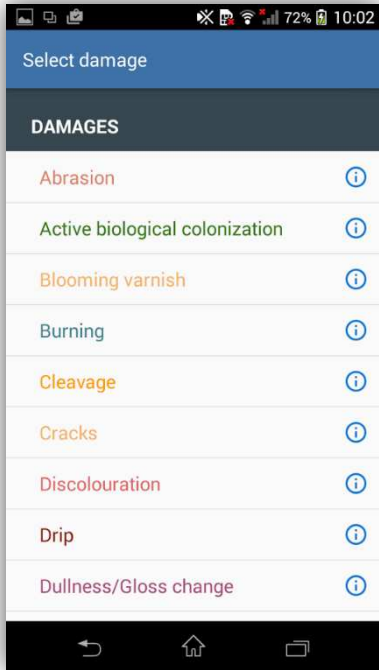 72% 10:02
Select damage
DAMAGES
Abrasion
Active biological colonization
Blooming varnish
Burning
Cleavage
Cracks
Discolouration
Drip
Dullness/Gloss change